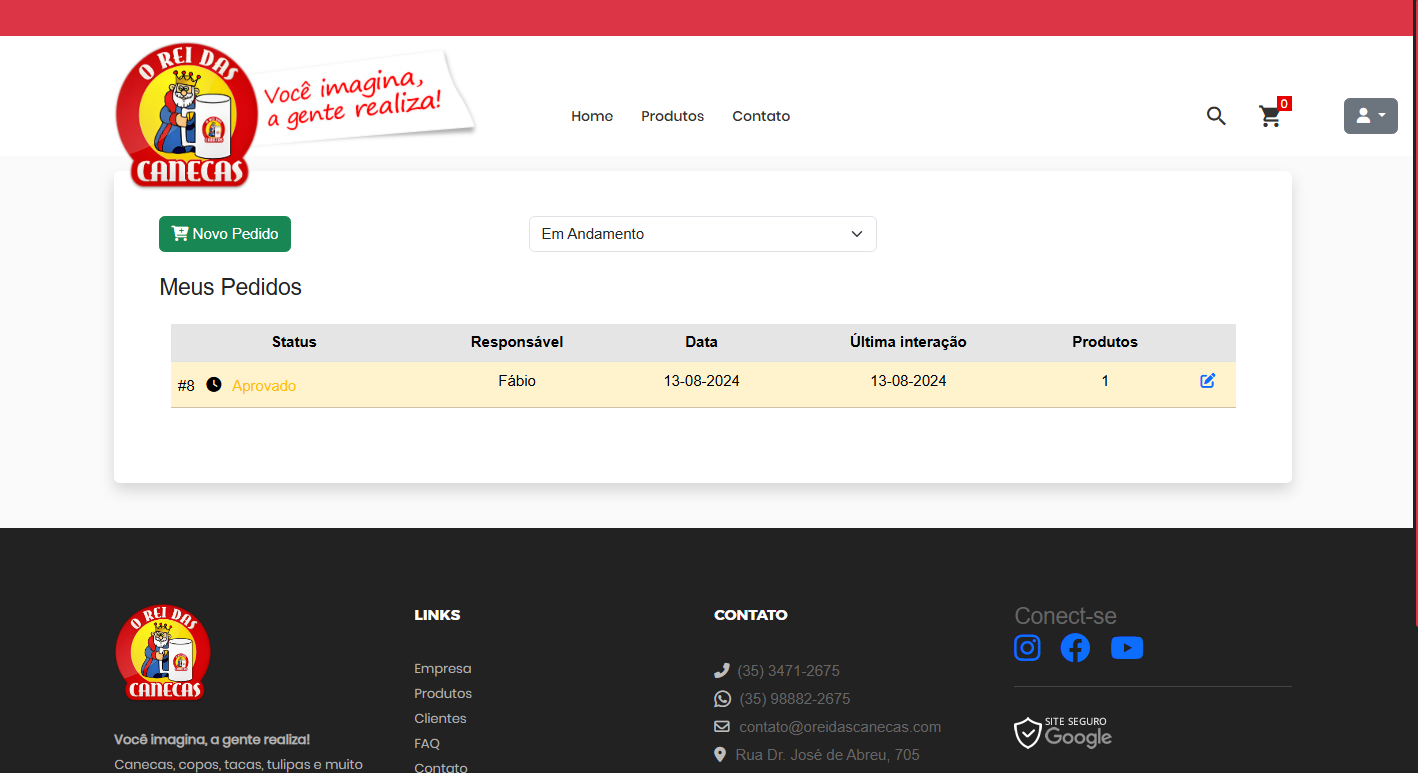 O REI DAS
CANECAS
Você imagina,
a gente realiza!
Home
Produtos
Contato
0
Novo Pedido
Em Andamento
Meus Pedidos
Status Responsável Data Última interação Produtos
#8 Aprovado Fábio 13-08-2024 13-08-2024 1
O REI DAS
CANECAS
Você imagina, a gente realiza!
Canecas, copos, tacas, tulipas e muito
LINKS
Empresa
Produtos
Clientes
FAQ
Contato
CONTATO
(35) 3471-2675
(35) 98882-2675
contato@oreidascanecas.com
Rua Dr. José de Abreu, 705
Conect-se
SITE SEGURO
Google